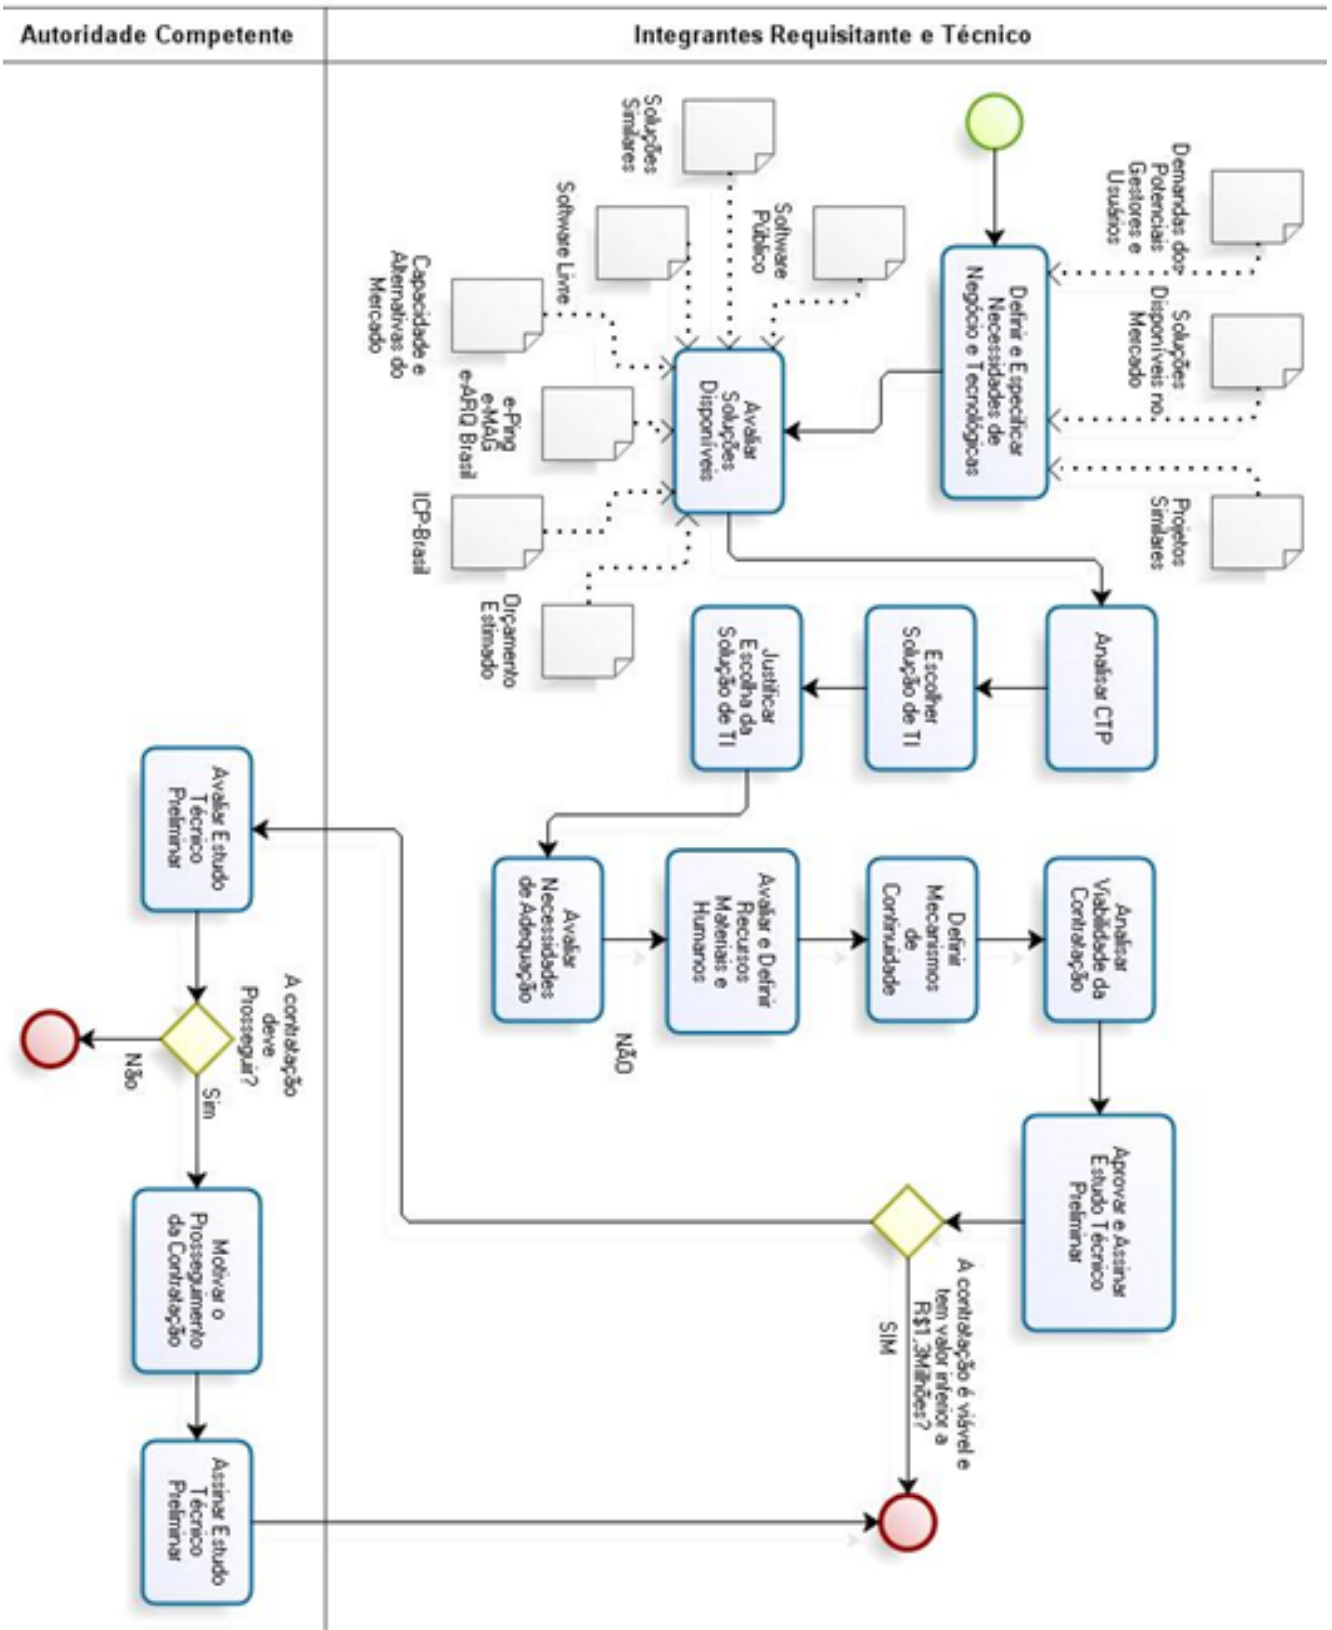 Autoridade Competente
Integrantes Requisitante e Técnico
Demandas dos
Potenciais
Gestores e
Usuários
Soluções
Disponíveis no
Mercado
Projetos
Similares
Definir e Especificar
Necessidades de
Negócio e Tecnológicas
Soluções
Similares
Software
Público
Software Livre
Capacidade e
Alternativas do
Mercado
e-Ping
e-MAG
e-ARQ Brasil
ICP-Brasil
Orçamento
Estimado
Avaliar
Soluções
Disponíveis
Analisar CTP
Escolher
Solução de TI
Justificar
Escolha da
Solução de TI
Avaliar
Necessidades
de Adequação
Avaliar e Definir
Recursos
Materiais e
Humanos
Definir
Mecanismos
de
Continuidade
Analisar
Viabilidade da
Contratação
Aprovar e Assinar
Estudo Técnico
Preliminar
A contratação é viável e
tem valor inferior a
R$1,3Milhões?
SIM
NÃO
Avaliar Estudo
Técnico
Preliminar
A contratação
deve
Prosseguir?
Não
Sim
Motivar o
Prosseguimento
da Contratação
Assinar Estudo
Técnico
Preliminar